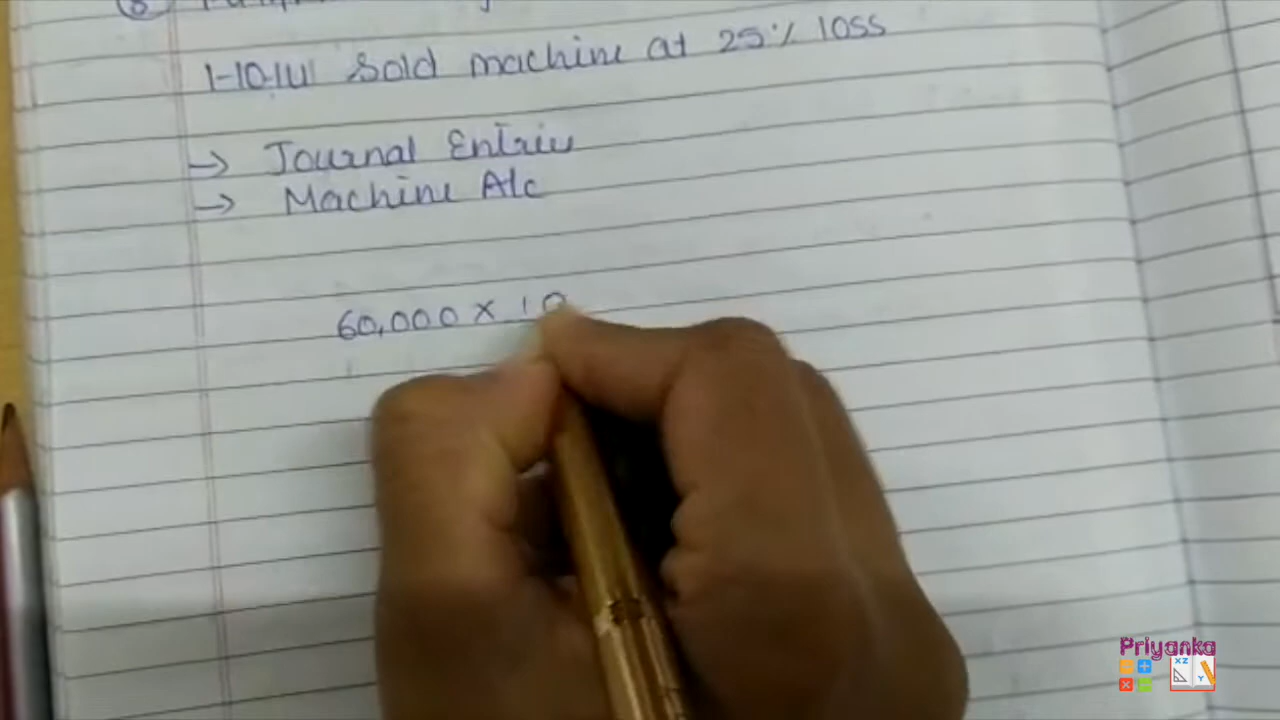 1-10-14 Sold machine at 25% loss
→ Journal Entries
→ Machine A/c
60,000 × 10
Priyanka